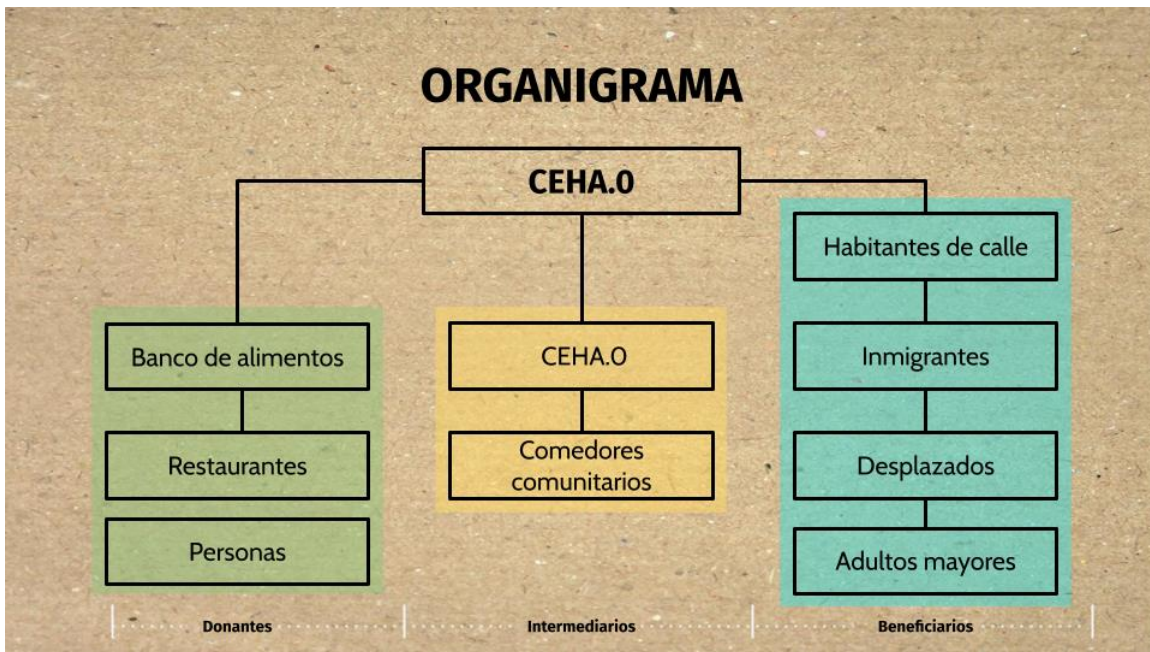 ORGANIGRAMA
CEHA.0
Banco de alimentos
Restaurantes
Personas
CEHA.O
Comedores
comunitarios
Habitantes de calle
Inmigrantes
Desplazados
Adultos mayores
Donantes
Intermediarios
Beneficiarios